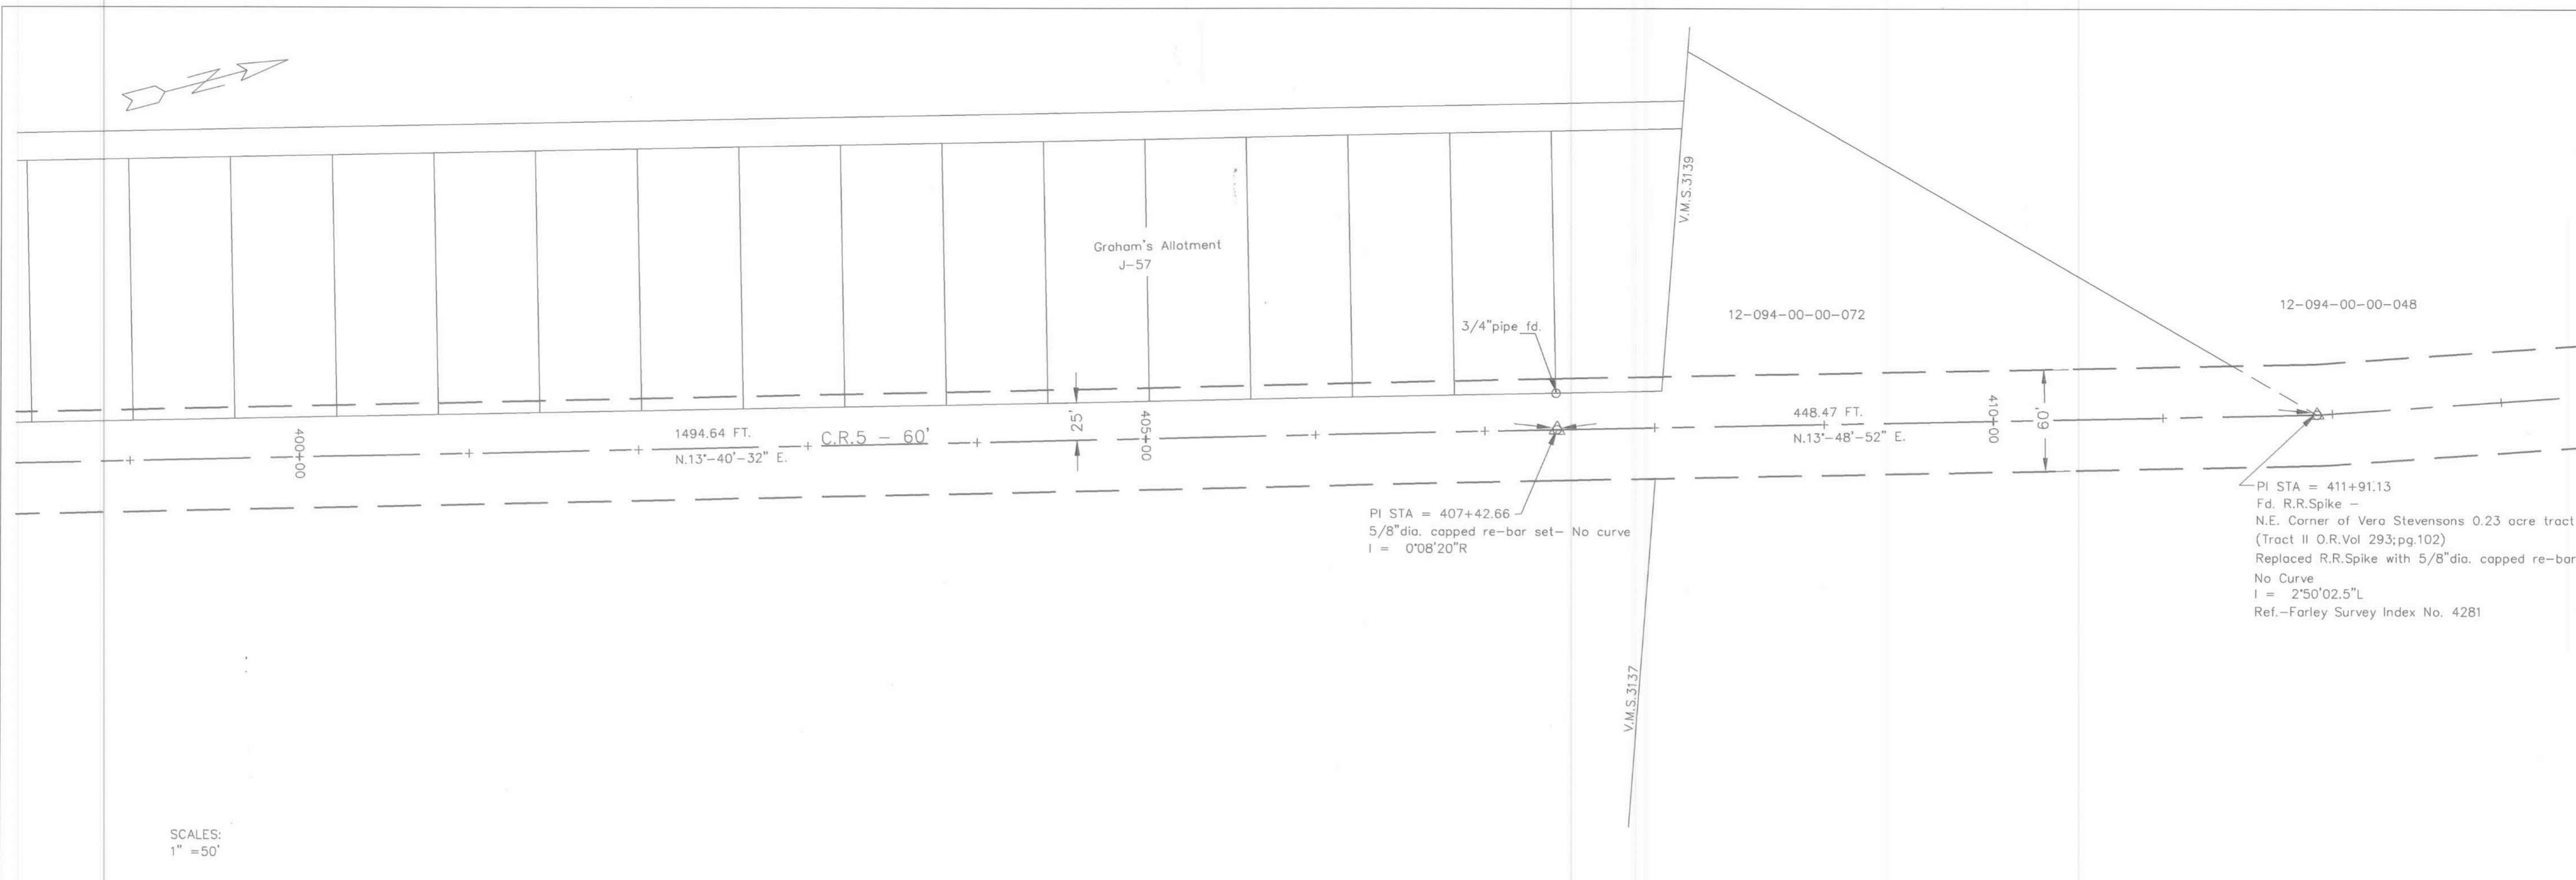 Z
V.M.S.3139
Graham's Allotment
J-57
12-094-00-00-072
12-094-00-00-048
3/4"pipe fd.
400+00
1494.64 FT.
N.13°-40'-32" E.
C.R.5 - 60'
25'
405+00
448.47 FT.
N.13°-48'-52" E.
410+00
60'
PI STA = 407+42.66
5/8"dia. capped re-bar set- No curve
I = 0°08'20"R
PI STA = 411+91.13
Fd. R.R.Spike -
N.E. Corner of Vera Stevensons 0.23 acre tract
(Tract II O.R.Vol 293;pg.102)
Replaced R.R.Spike with 5/8"dia. capped re-bar
No Curve
I = 2°50'02.5"L
Ref.-Farley Survey Index No. 4281
V.M.S.3137
SCALES:
1" =50'